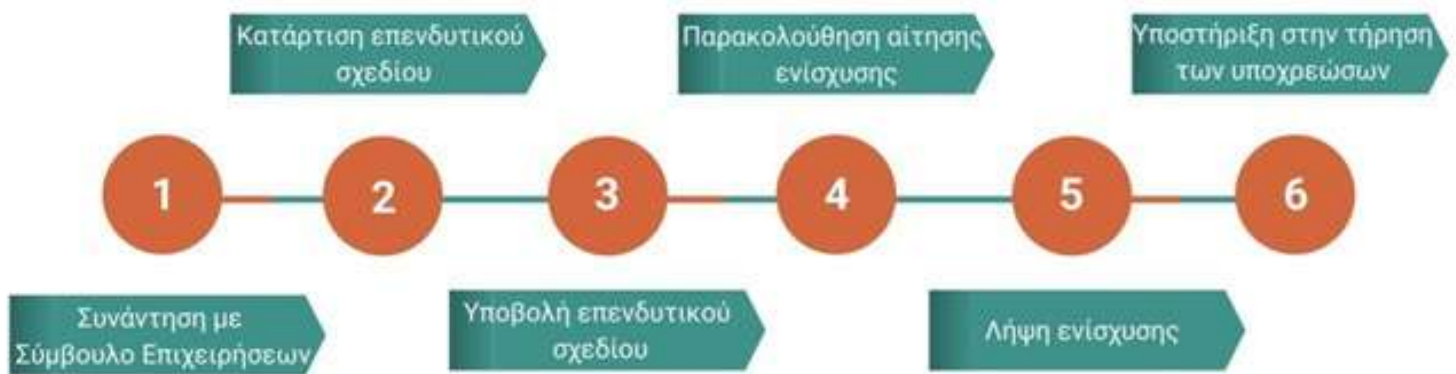 Κατάρτιση επενδυτικού
σχεδίου
Παρακολούθηση αίτησης
ενίσχυσης
Υποστήριξη στην τήρηση
των υποχρεώσων
1
2
3
4
5
6
Συνάντηση με
Σύμβουλο Επιχειρήσεων
Υποβολή επενδυτικού
σχεδίου
Λήψη ενίσχυσης